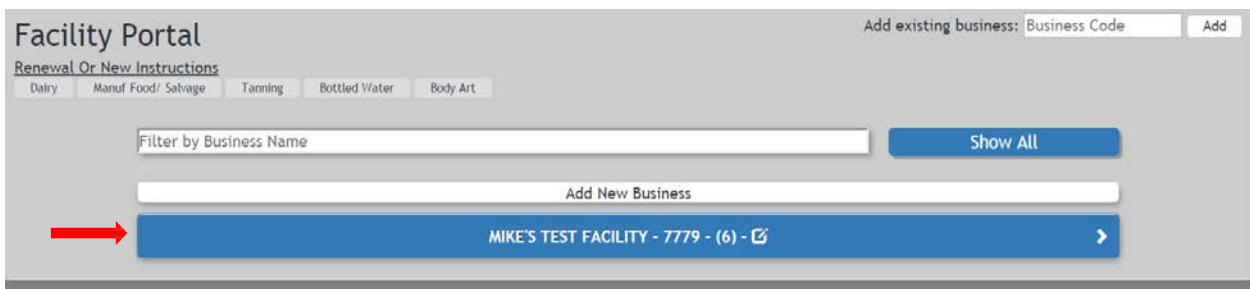 Facility Portal
Add existing business: Business Code Add
Renewal Or New Instructions
Dairy Manuf Food/ Salvage Tanning Bottled Water Body Art
Filter by Business Name Show All
Add New Business
MIKE'S TEST FACILITY - 7779 - (6) -